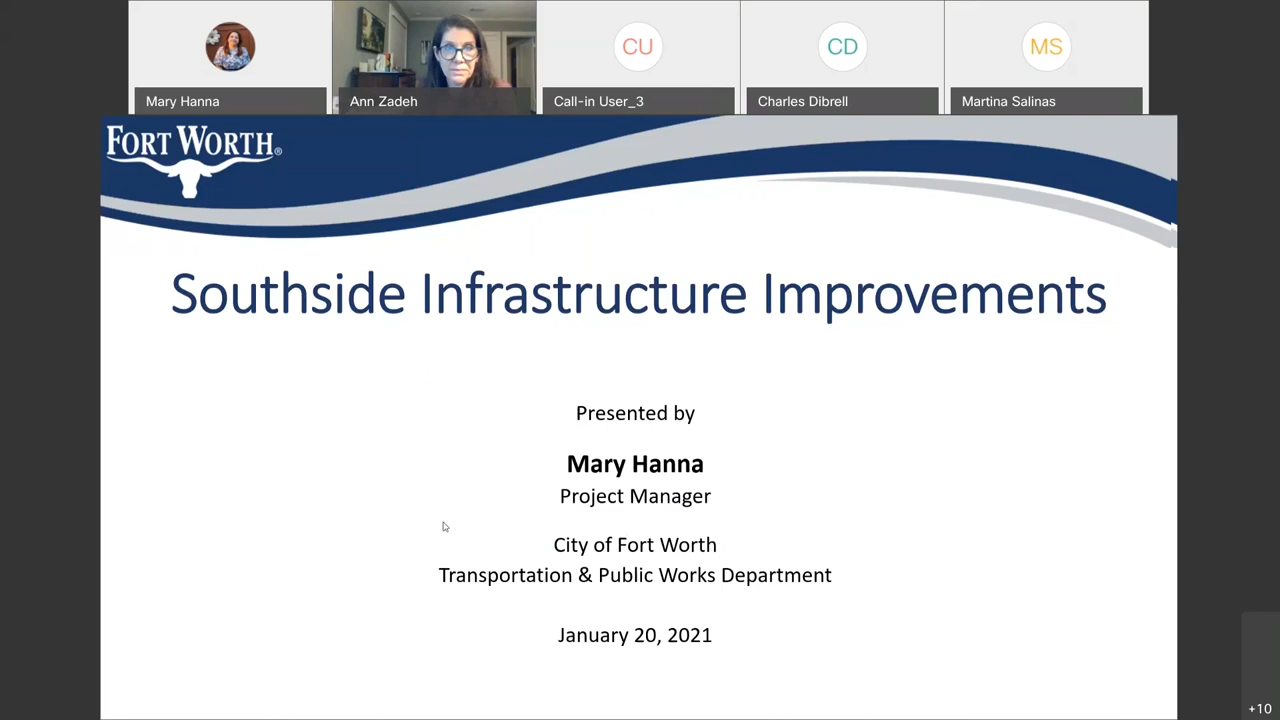 CU
CD
MS
Mary Hanna
Ann Zadeh
Call-in User_3
Charles Dibrell
Martina Salinas
FORT WORTH®
Southside Infrastructure Improvements
Presented by
Mary Hanna
Project Manager
City of Fort Worth
Transportation & Public Works Department
January 20, 2021
+10